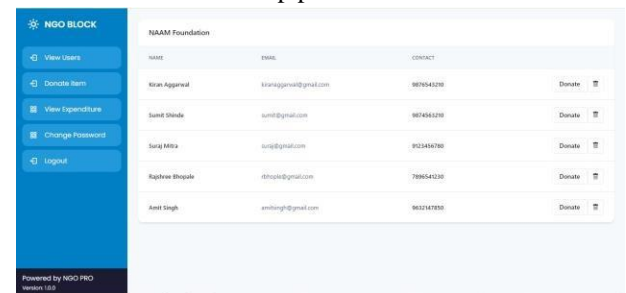 NGO BLOCK
View Users
Donate Item
View Expenditure
Change Password
Logout
Powered by NGO PRO
Version 1.0.0
NAAM Foundation
NAME EMAIL CONTACT
Kiran Aggarwal kiranaggarwal@gmail.com 9876543210 Donate
Sumit Shinde sumit@gmail.com 9874563210 Donate
Suraj Mitra suraj@gmail.com 9123456780 Donate
Rajshree Bhopale rbhople@gmail.com 7896541230 Donate
Amit Singh amitsingh@gmail.com 9632147850 Donate